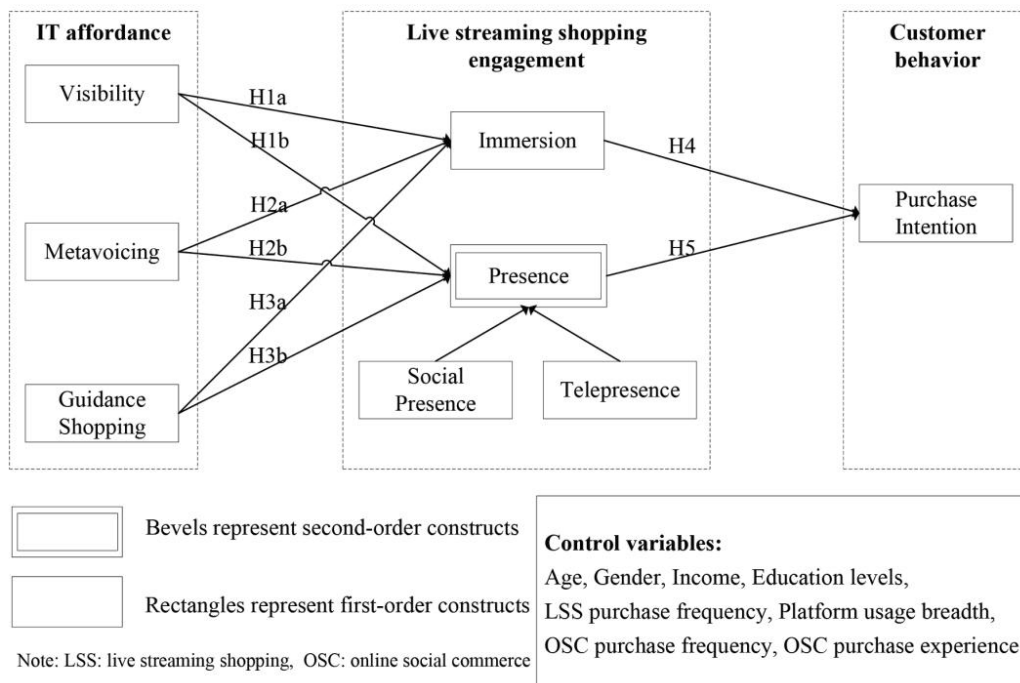 IT affordance
Visibility
Metavoicing
Guidance
Shopping
H1a
H1b
H2a
H2b
H3a
H3b
Live streaming shopping
engagement
Immersion
Presence
Social
Presence
Telepresence
H4
H5
Customer
behavior
Purchase
Intention
Bevels represent second-order constructs
Rectangles represent first-order constructs
Note: LSS: live streaming shopping, OSC: online social commerce
Control variables:
Age, Gender, Income, Education levels,
LSS purchase frequency, Platform usage breadth,
OSC purchase frequency, OSC purchase experience